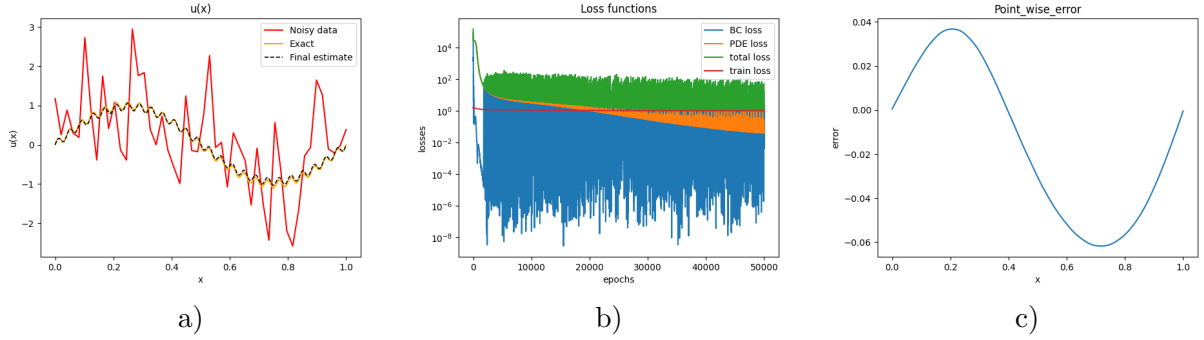 u(x)
Noisy data
Exact
Final estimate
3
2
1
0
−1
−2
u(x)
0.0 0.2 0.4 0.6 0.8 1.0
x
a)
Loss functions
BC loss
PDE loss
total loss
train loss
10^4
10^2
10^0
10^−2
10^−4
10^−6
10^−8
losses
0 10000 20000 30000 40000 50000
epochs
b)
Point_wise_error
0.04
0.02
0.00
−0.02
−0.04
−0.06
error
0.0 0.2 0.4 0.6 0.8 1.0
x
c)